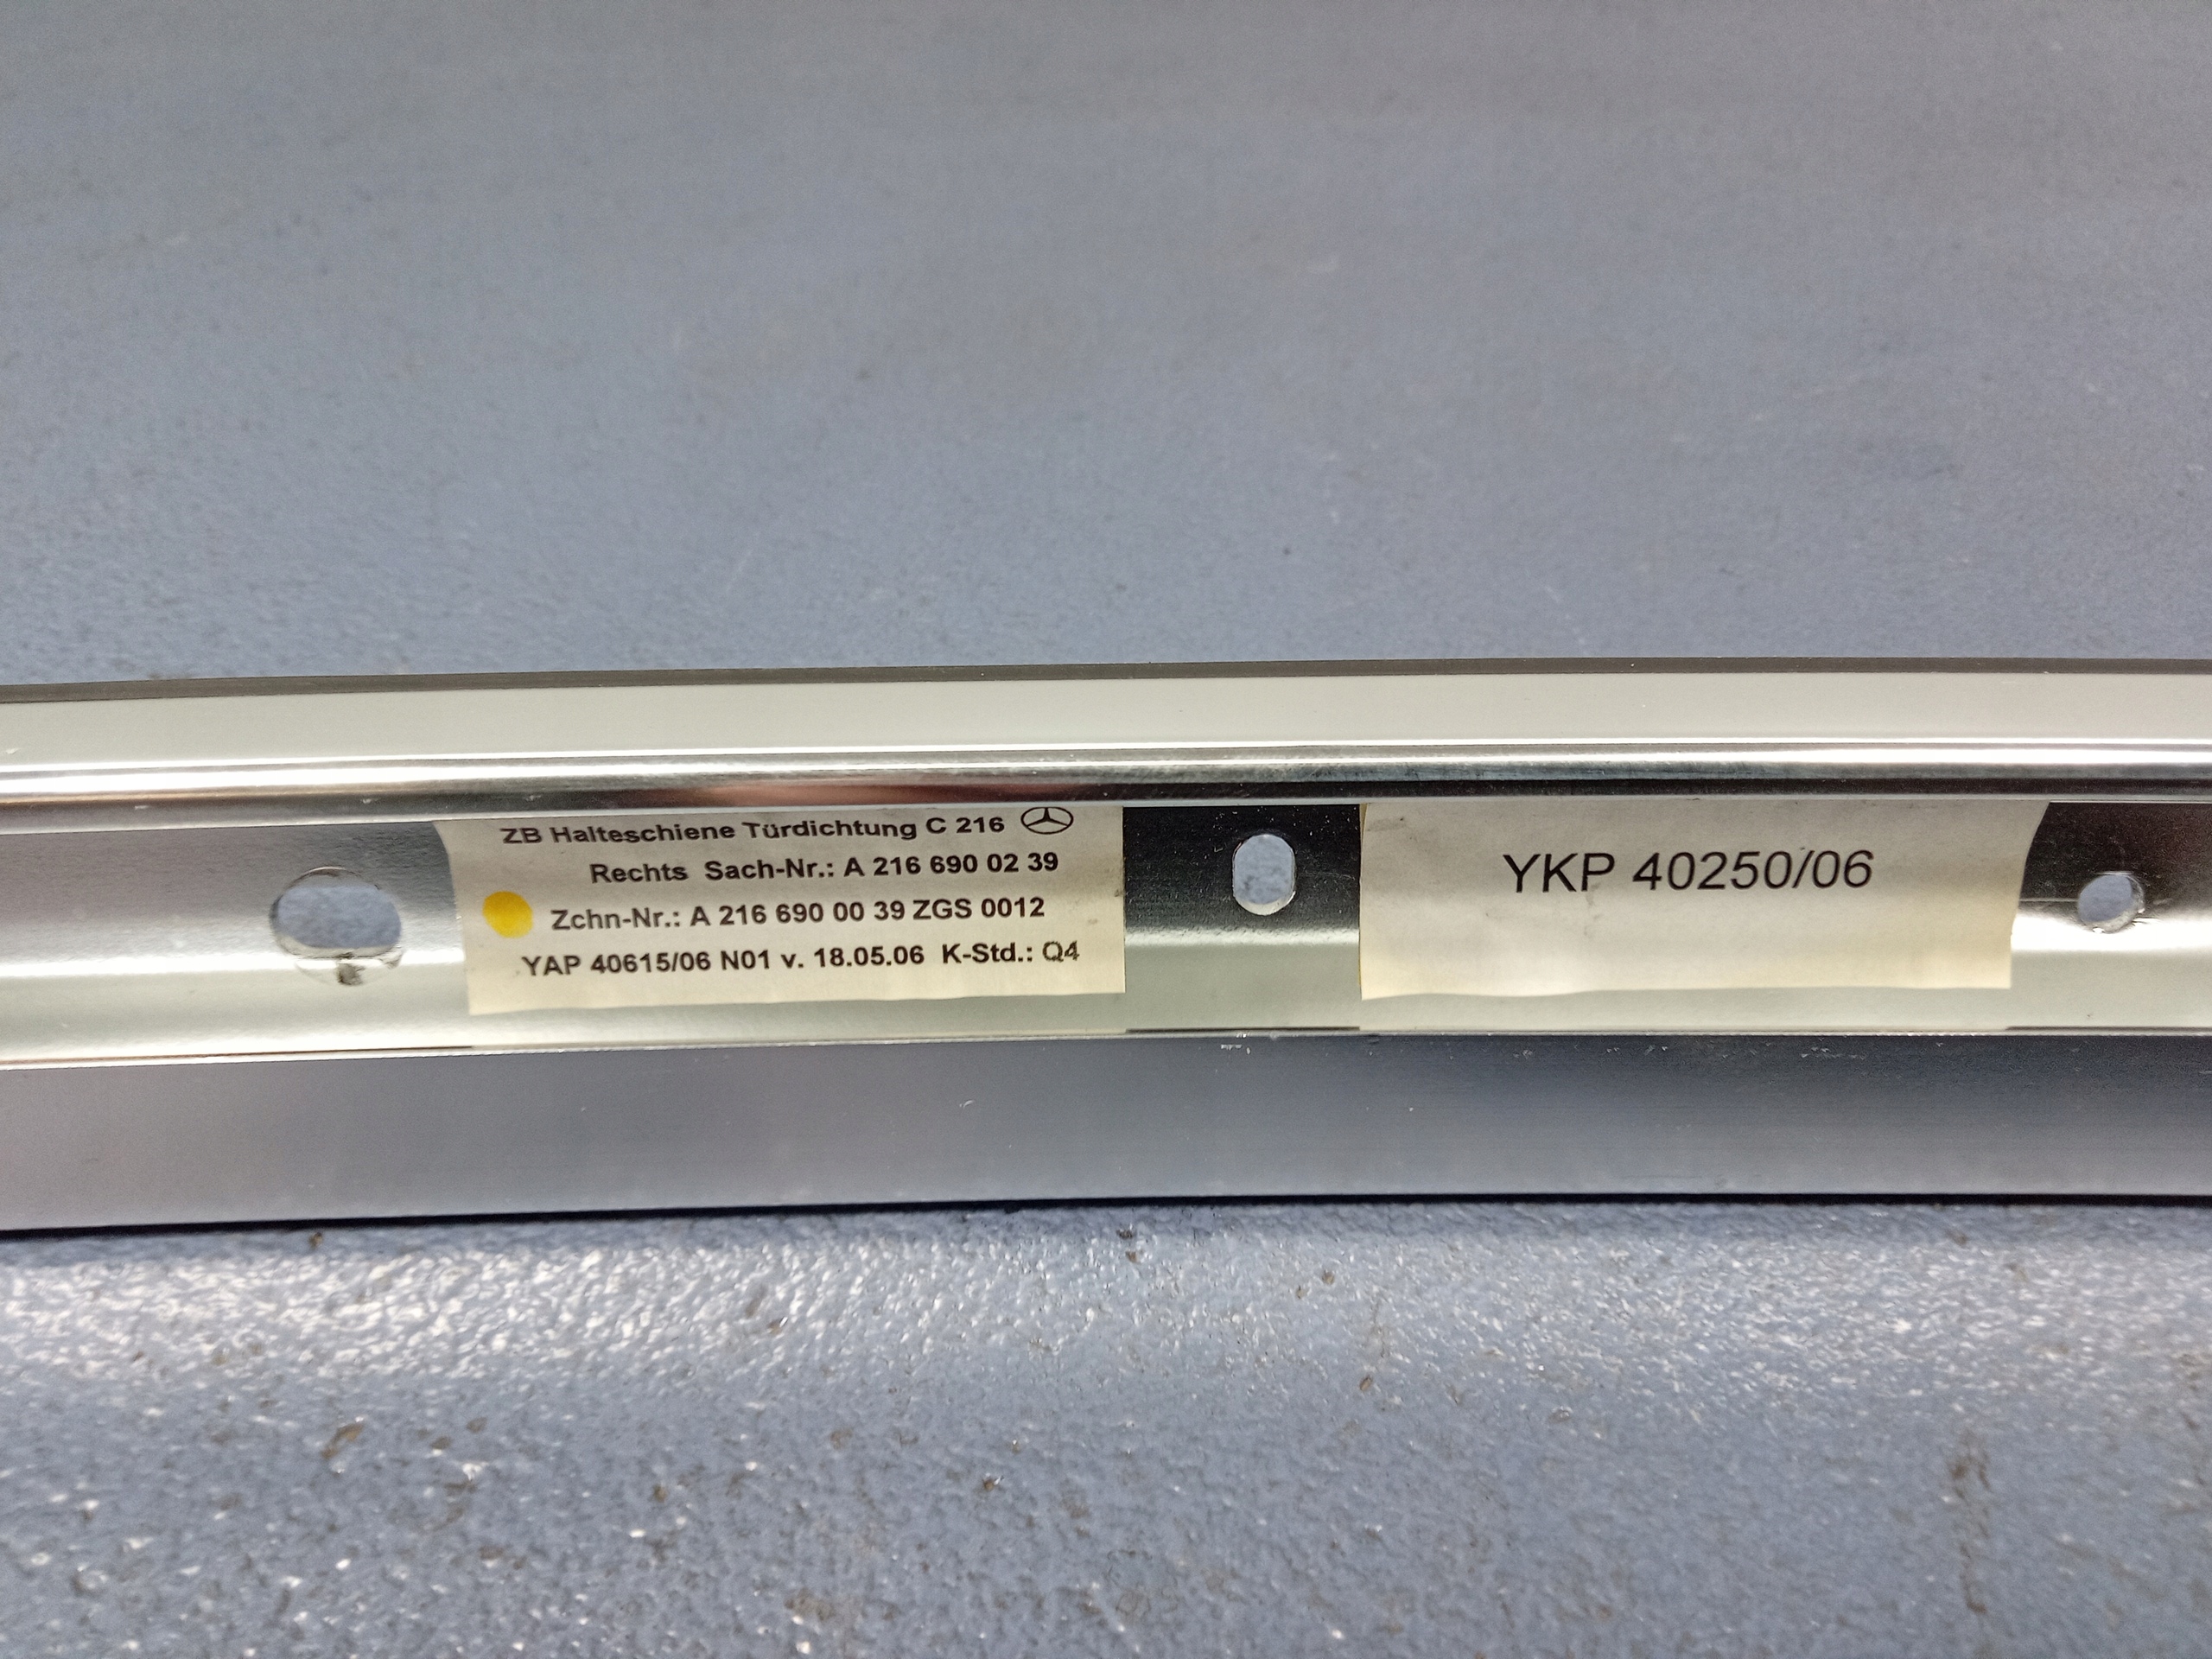 ZB Halteschiene Türdichtung C 216
Rechts Sach-Nr.: A 216 690 02 39
Zchn-Nr.: A 216 690 00 39 ZGS 0012
YAP 40615/06 N01 v. 18.05.06 K-Std.: Q4
YKP 40250/06